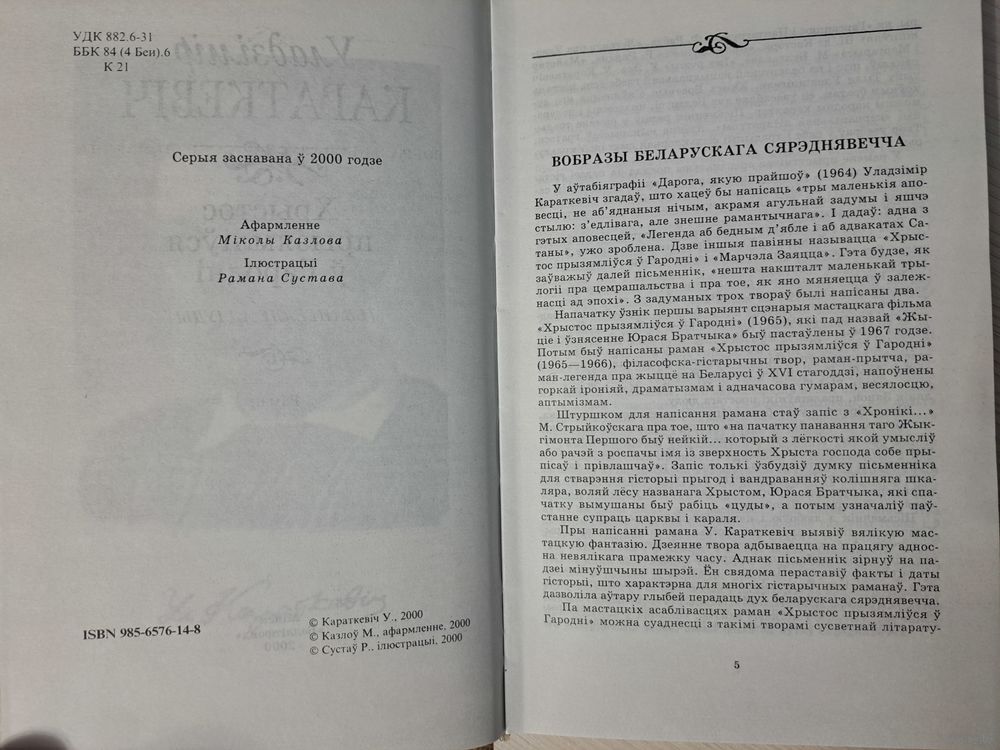 УДК 882.6-31
ББК 84 (4 Беи).6
К 21
Серыя заснавана ў 2000 годзе
Афармленне
Міколы Казлова
Ілюстрацыі
Рамана Сустава
ISBN 985-6576-14-8
© Караткевіч У., 2000
© Казлоў М., афармленне, 2000
© Сустаў Р., ілюстрацыі, 2000
ВОБРАЗЫ БЕЛАРУСКАГА СЯРЭДНЯВЕЧЧА
У аўтабіяграфіі «Дарога, якую прайшоў» (1964) Уладзімір
Караткевіч згадаў, што хацеў бы напісаць «тры маленькія апо-
весці, не аб'яднаныя нічым, акрамя агульнай задумы і яшчэ
стылю: з'едлівага, але знешне рамантычнага». І дадаў: адна з
гэтых аповесцей, «Легенда аб бедным д'ябле і аб адвакатах Са-
таны», ужо зроблена. Дзве іншыя павінны называцца «Хрыс-
тос прызямліўся ў Гародні» і «Марчэла Заяцца». Гэта будзе, як
заўважыў далей пісьменнік, «нешта накшталт маленькай тры-
логіі пра цемрашальства і пра тое, як яно мяняецца ў залеж-
насці ад эпохі». З задуманых трох твораў былі напісаны два.
Напачатку ўзнік першы варыянт сцэнарыя мастацкага фільма
«Хрыстос прызямліўся ў Гародні» (1965), які пад назвай «Жы-
ціе і ўзнясенне Юрася Братчыка» быў пастаўлены ў 1967 годзе.
Потым быў напісаны раман «Хрыстос прызямліўся ў Гародні»
(1965—1966), філасофска-гістарычны твор, раман-прытча, ра-
ман-легенда пра жыццё на Беларусі ў XVI стагоддзі, напоўнены
горкай іроніяй, драматызмам і адначасова гумарам, весялосцю,
аптымізмам.
Штуршком для напісання рамана стаў запіс з «Хронікі...»
М. Стрыйкоўскага пра тое, што «на пачатку панавання таго Жык-
гімонта Першого быў нейкій... который з лёгкости якой умысліў
або рачэй з роспачы імя із зверхность Хрыста господа собе пры-
пісаў і прівлашчаў». Запіс толькі ўзбудзіў думку пісьменніка
для стварэння гісторыі прыгод і вандраванняў колішняга шка-
ляра, воляй лёсу названага Хрыстом, Юрася Братчыка, які спа-
чатку вымушаны быў рабіць «цуды», а потым узначаліў паў-
станне супраць царквы і караля.
Пры напісанні рамана У. Караткевіч выявіў вялікую мас-
тацкую фантазію. Дзеянне твора адбываецца на працягу аднос-
на невялікага прамежку часу. Аднак пісьменнік зірнуў на па-
дзеі мінуўшчыны шырэй. Ён свядома пераставіў факты і даты
гісторыі, што характэрна для многіх гістарычных раманаў. Гэта
дазволіла аўтару глыбей перадаць дух беларускага сярэднявечча.
Па мастацкіх асаблівасцях раман «Хрыстос прызямліўся ў
Гародні» можна суаднесці з такімі творамі сусветнай літарату-
5